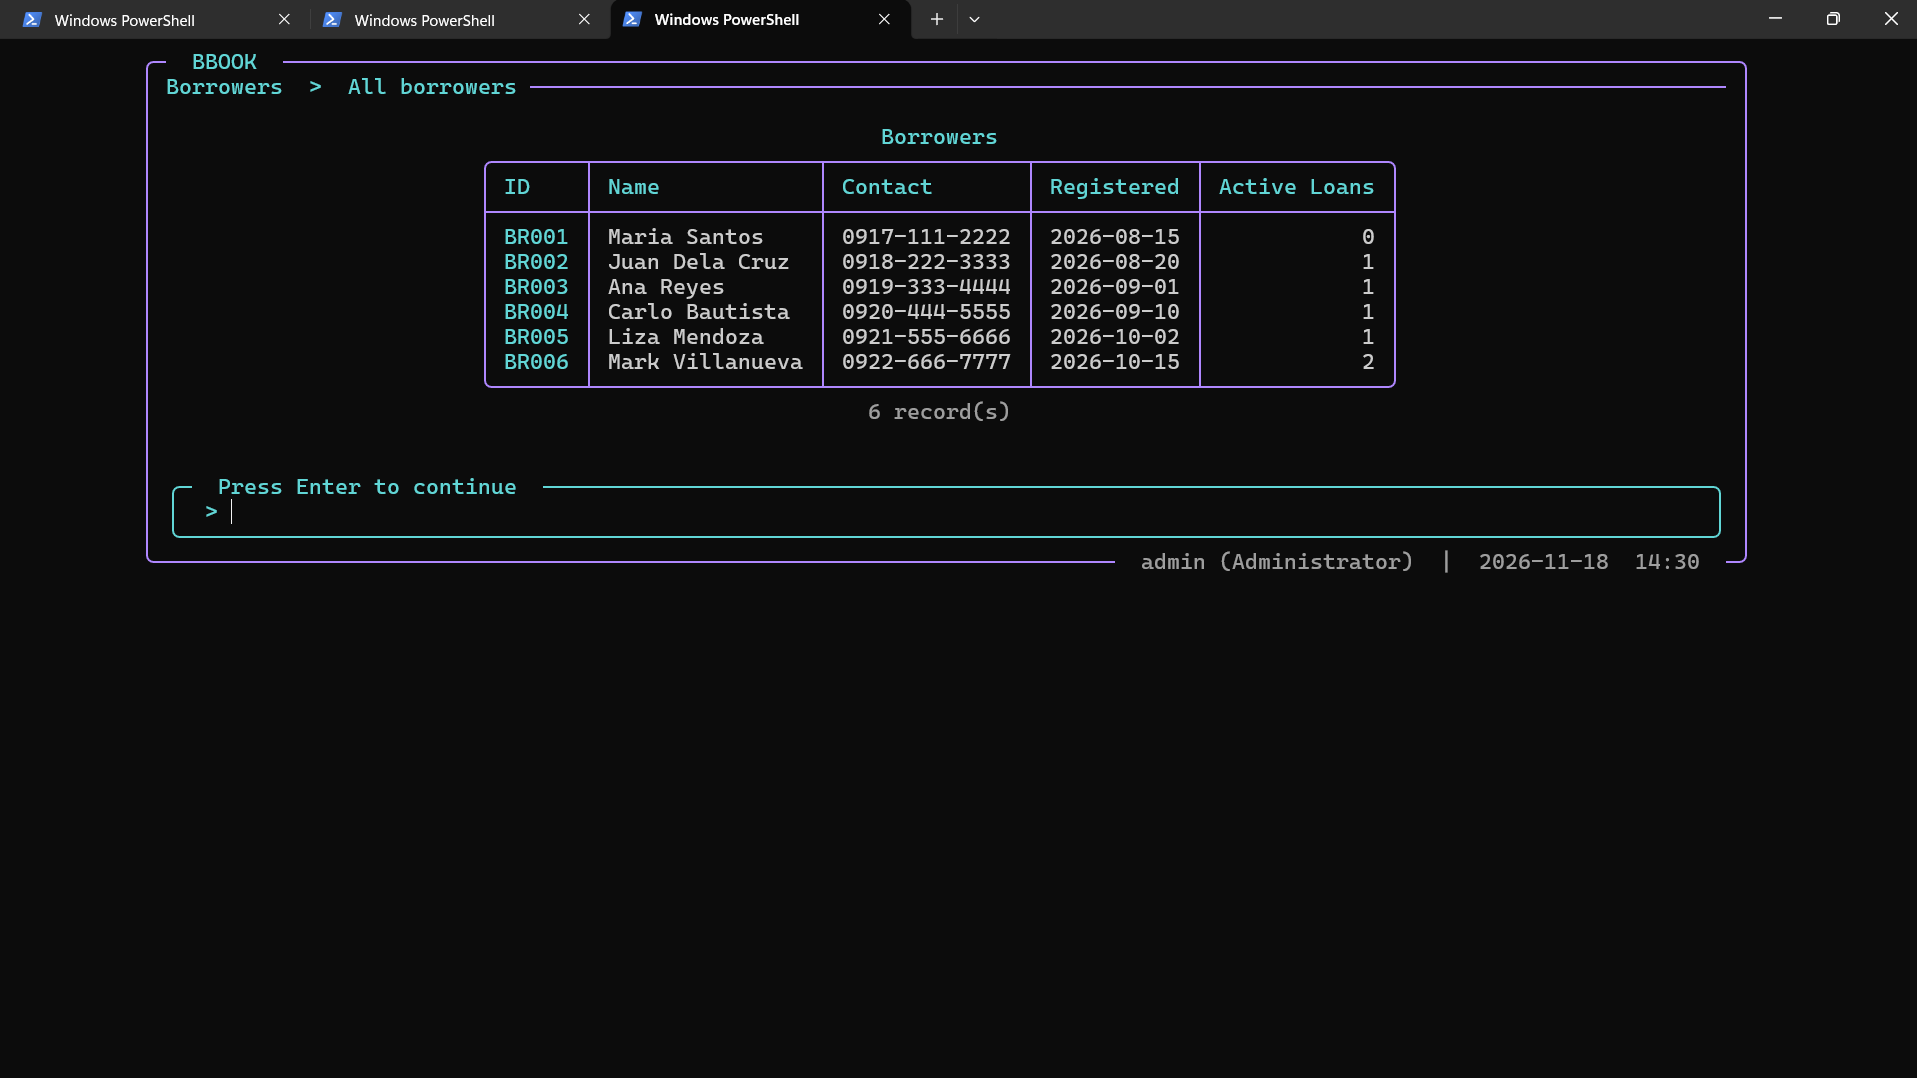 Windows PowerShell Windows PowerShell Windows PowerShell
BBOOK
Borrowers > All borrowers
Borrowers
ID Name Contact Registered Active Loans
BR001 Maria Santos 0917-111-2222 2026-08-15 0
BR002 Juan Dela Cruz 0918-222-3333 2026-08-20 1
BR003 Ana Reyes 0919-333-4444 2026-09-01 1
BR004 Carlo Bautista 0920-444-5555 2026-09-10 1
BR005 Liza Mendoza 0921-555-6666 2026-10-02 1
BR006 Mark Villanueva 0922-666-7777 2026-10-15 2
6 record(s)
Press Enter to continue
>
admin (Administrator) | 2026-11-18 14:30